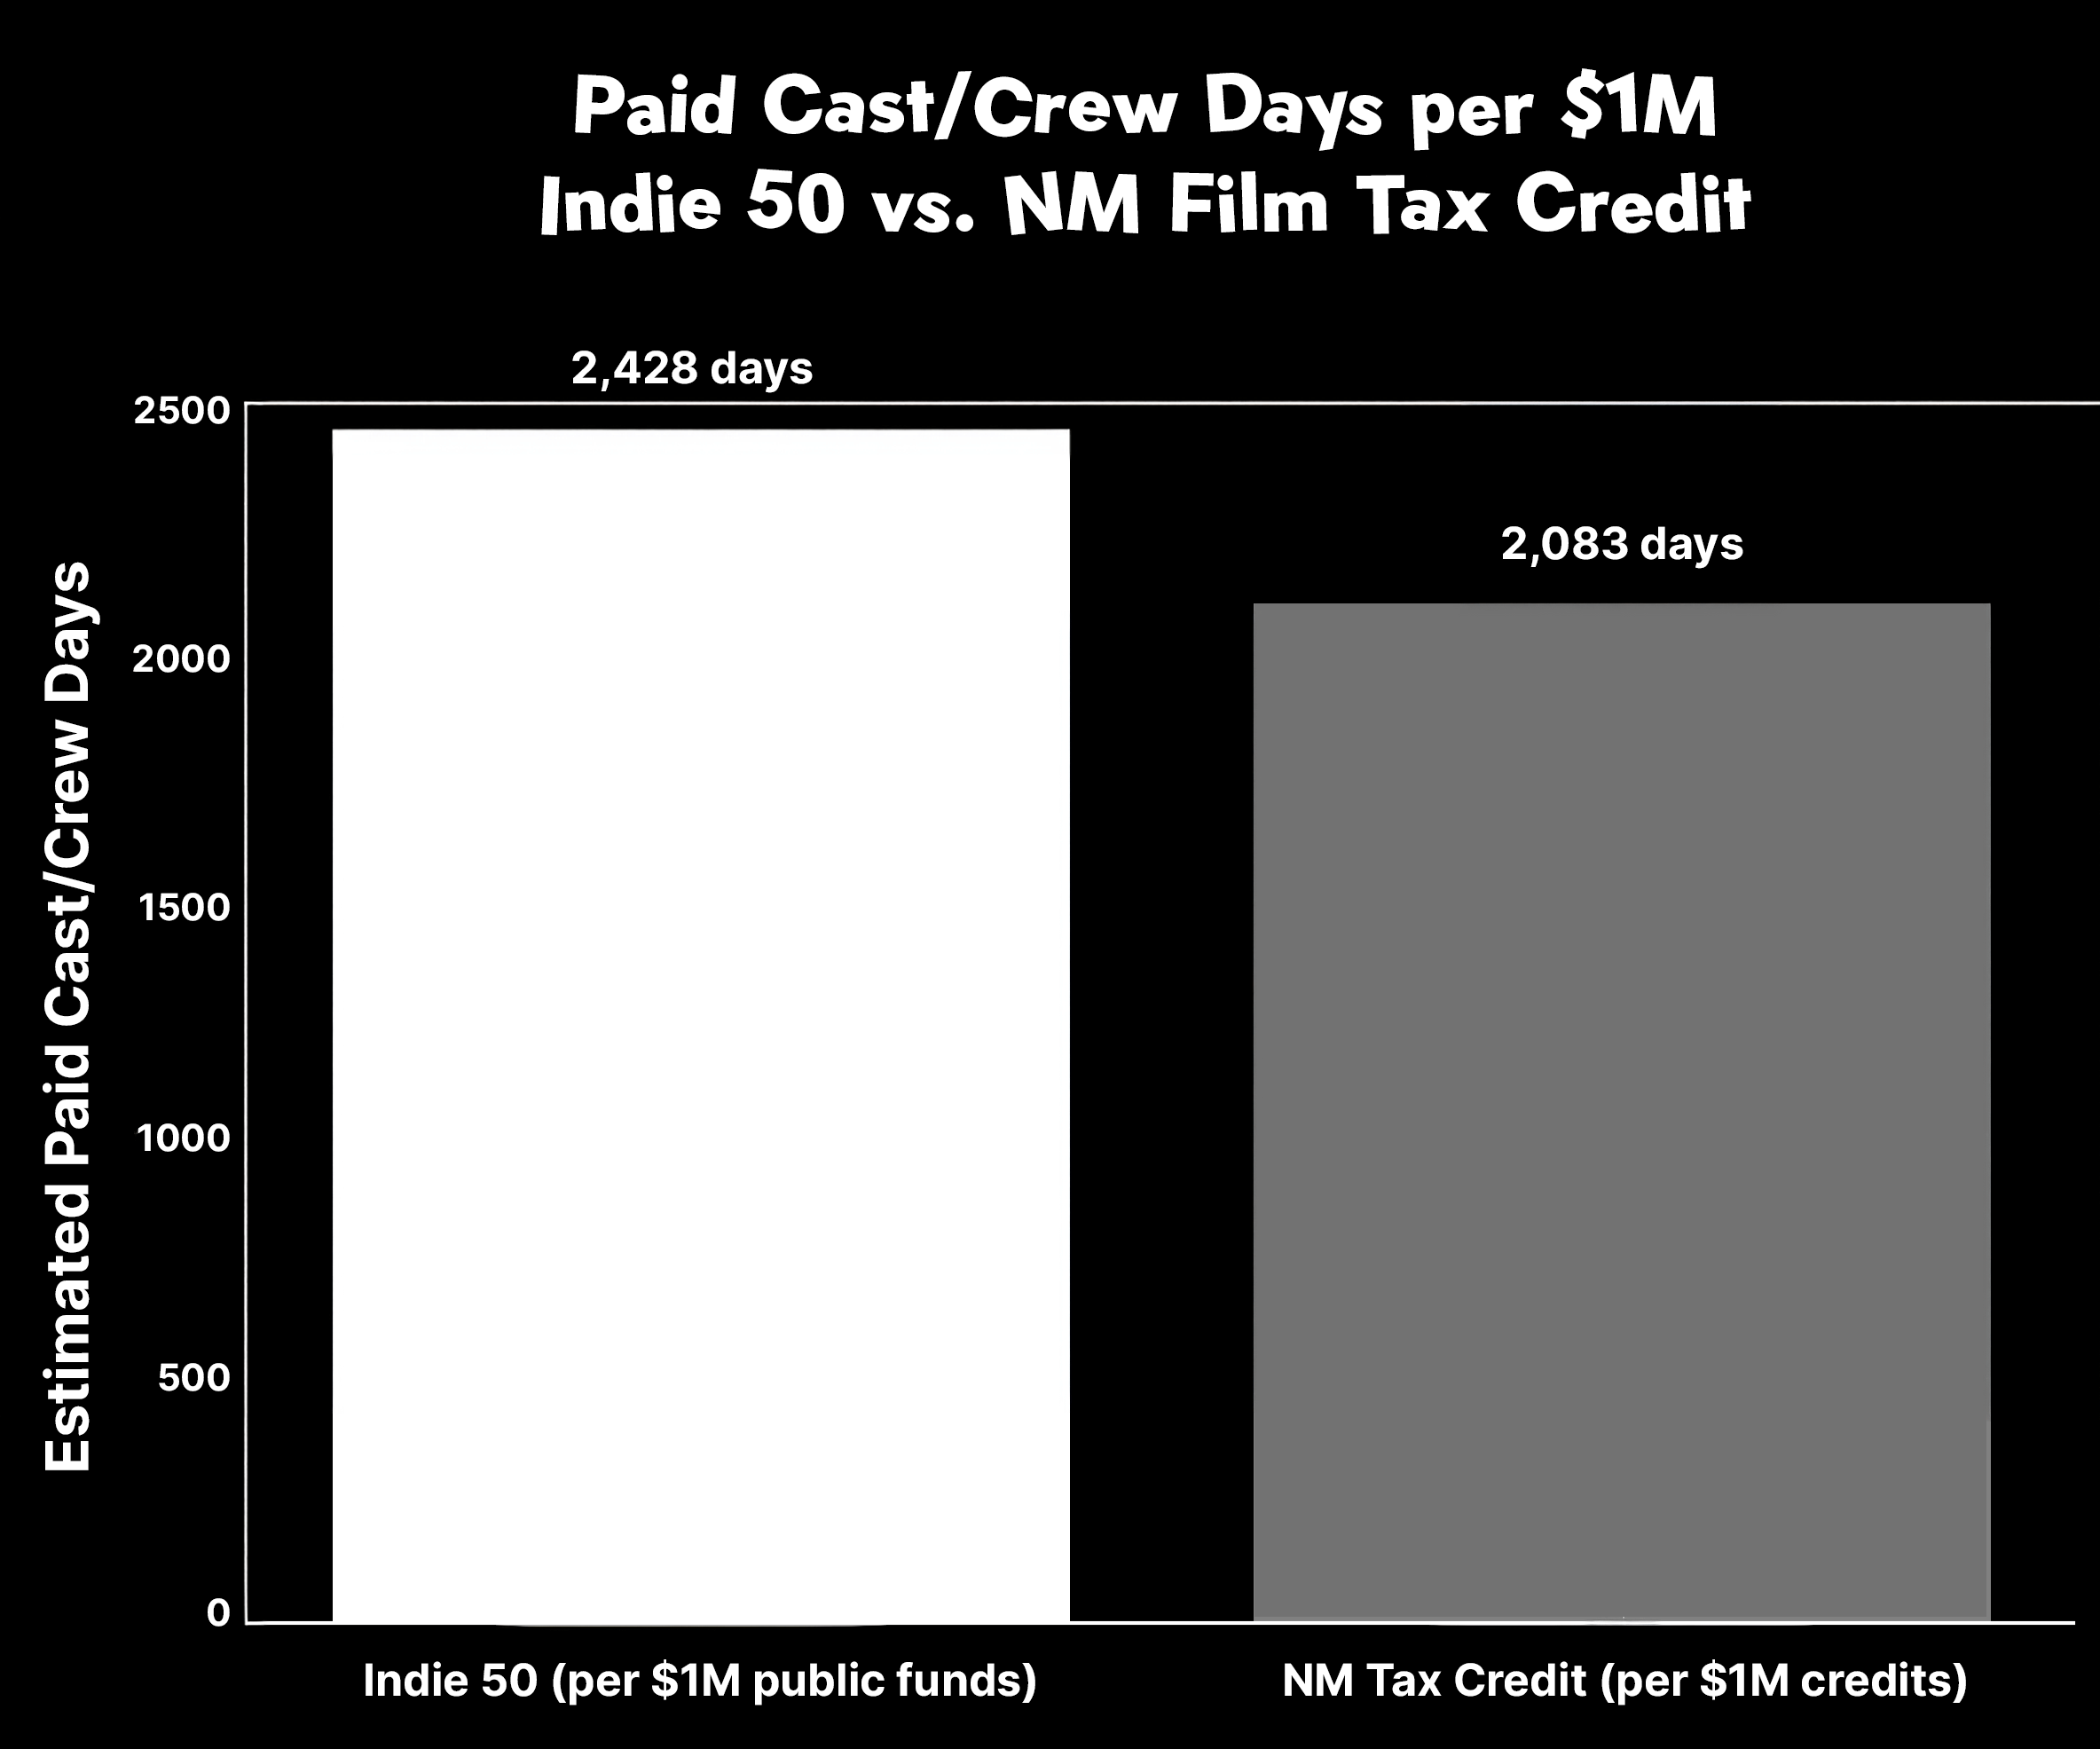 Paid Cast/Crew Days per $1M
Indie 50 vs. NM Film Tax Credit
2,428 days
2500
2,083 days
2000
1500
1000
500
0
Estimated Paid Cast/Crew Days
Indie 50 (per $1M public funds)
NM Tax Credit (per $1M credits)